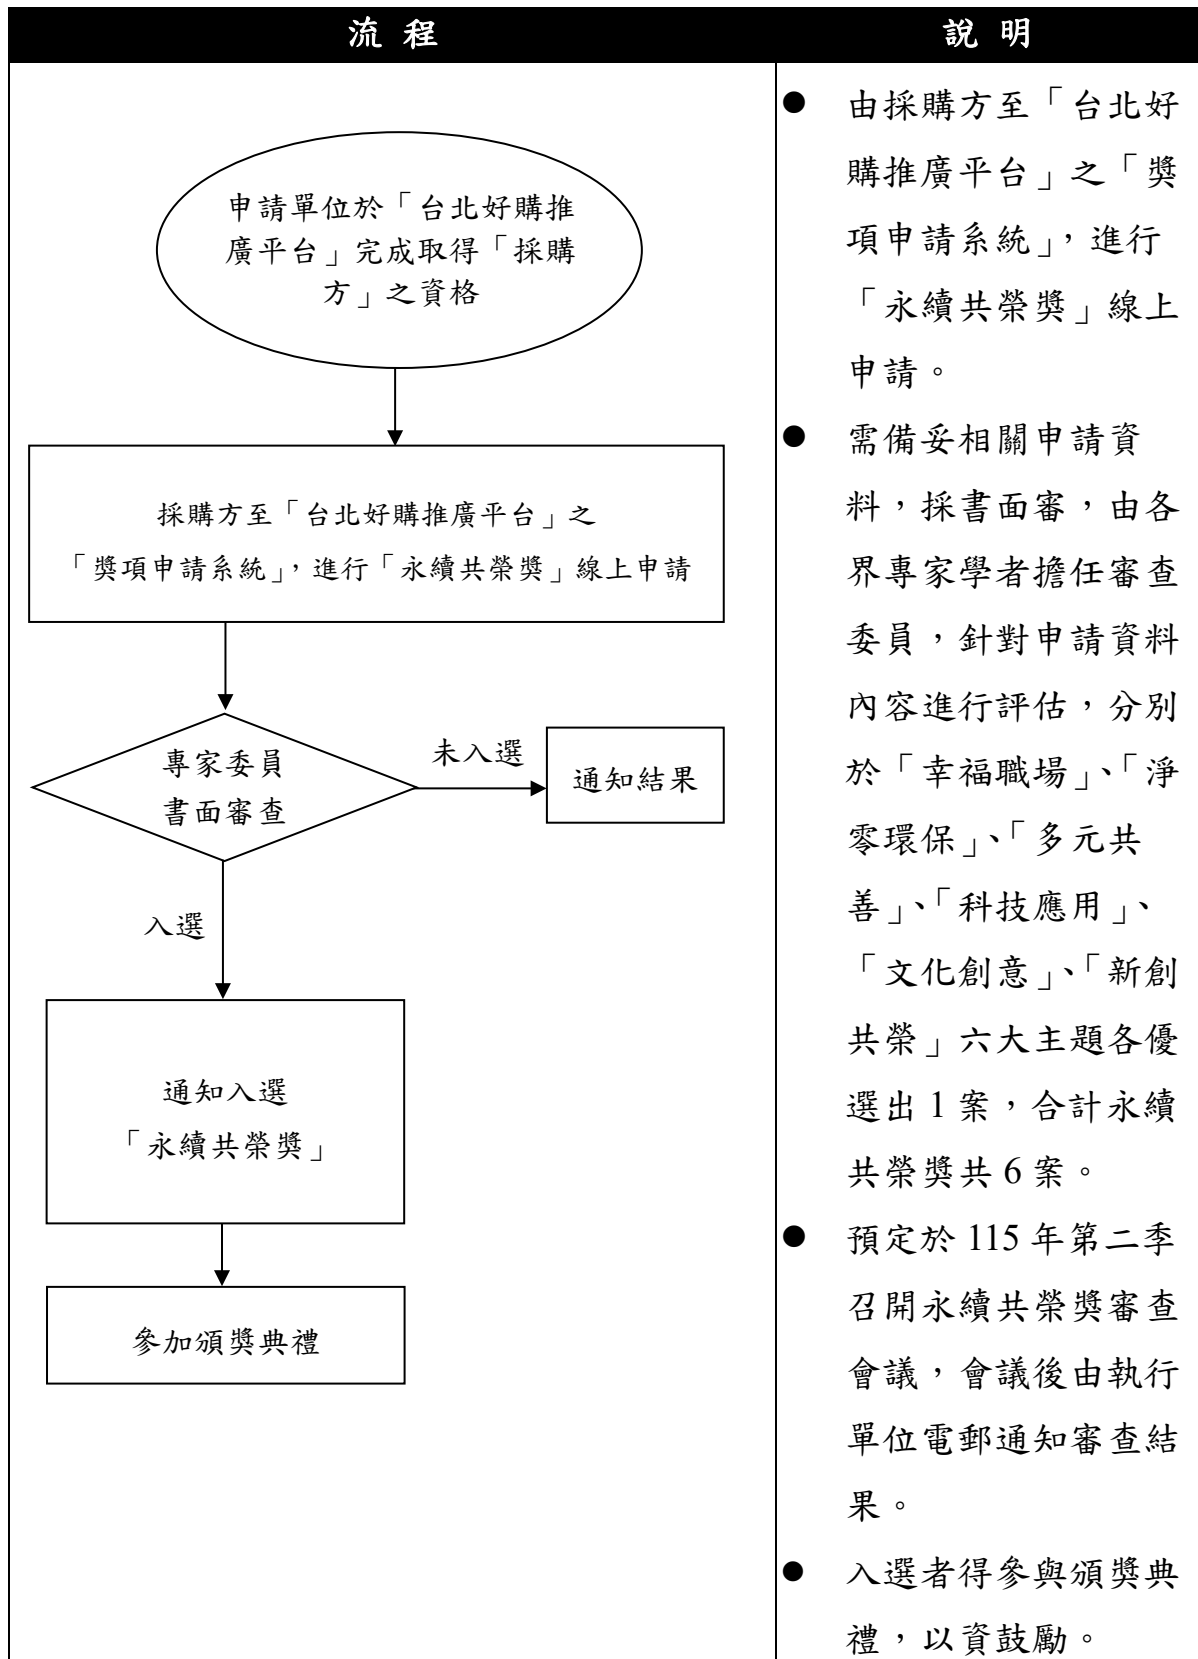 流 程
說 明
申請單位於「台北好購推
廣平台」完成取得「採購
方」之資格
採購方至「台北好購推廣平台」之
「獎項申請系統」，進行「永續共榮獎」線上申請
專家委員
書面審查
未入選
通知結果
入選
通知入選
「永續共榮獎」
參加頒獎典禮
● 由採購方至「台北好
購推廣平台」之「獎
項申請系統」，進行
「永續共榮獎」線上
申請。
● 需備妥相關申請資
料，採書面審，由各
界專家學者擔任審查
委員，針對申請資料
內容進行評估，分別
於「幸福職場」、「淨
零環保」、「多元共
善」、「科技應用」、
「文化創意」、「新創
共榮」六大主題各優
選出 1 案，合計永續
共榮獎共 6 案。
● 預定於 115 年第二季
召開永續共榮獎審查
會議，會議後由執行
單位電郵通知審查結
果。
● 入選者得參與頒獎典
禮，以資鼓勵。